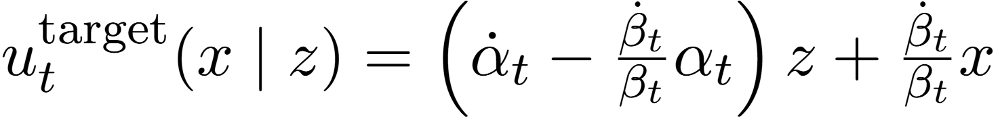 $u_t^{\text{target}}(x \mid z) = \left( \dot{\alpha}_t - \frac{\dot{\beta}_t}{\beta_t} \alpha_t \right) z + \frac{\dot{\beta}_t}{\beta_t} x$